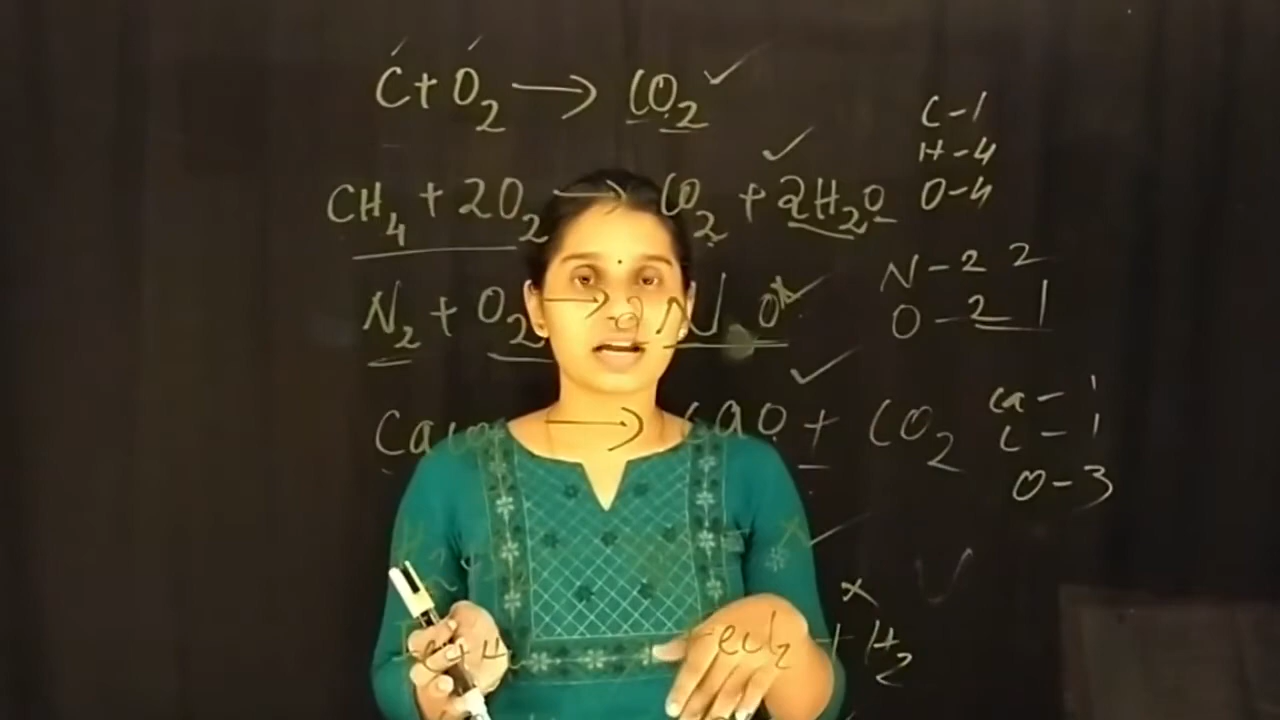 C + O₂ → CO₂ ✓
C-1
H-4
O-4
CH₄ + 2O₂ → CO₂ + 2H₂O ✓
N-2 2
O-2 1
N₂ + O₂ → 2NO ✓
CaCO → CaO + CO₂ ✓
Ca-1
C-1
O-3
FeCl₂ + H₂